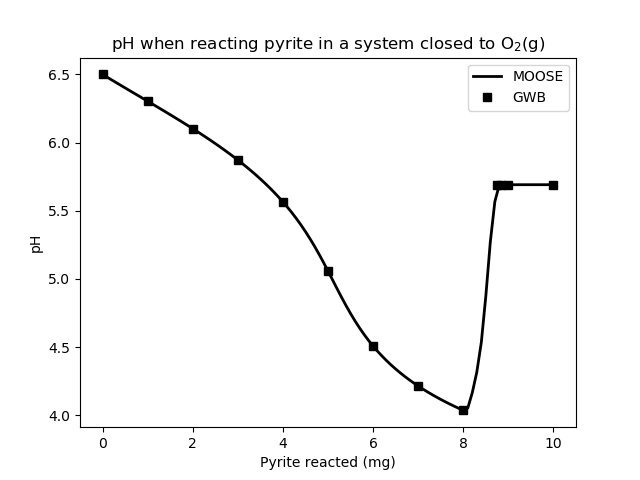 pH when reacting pyrite in a system closed to O₂(g)
MOOSE
GWB
6.5
6.0
5.5
5.0
4.5
4.0
pH
0 2 4 6 8 10
Pyrite reacted (mg)